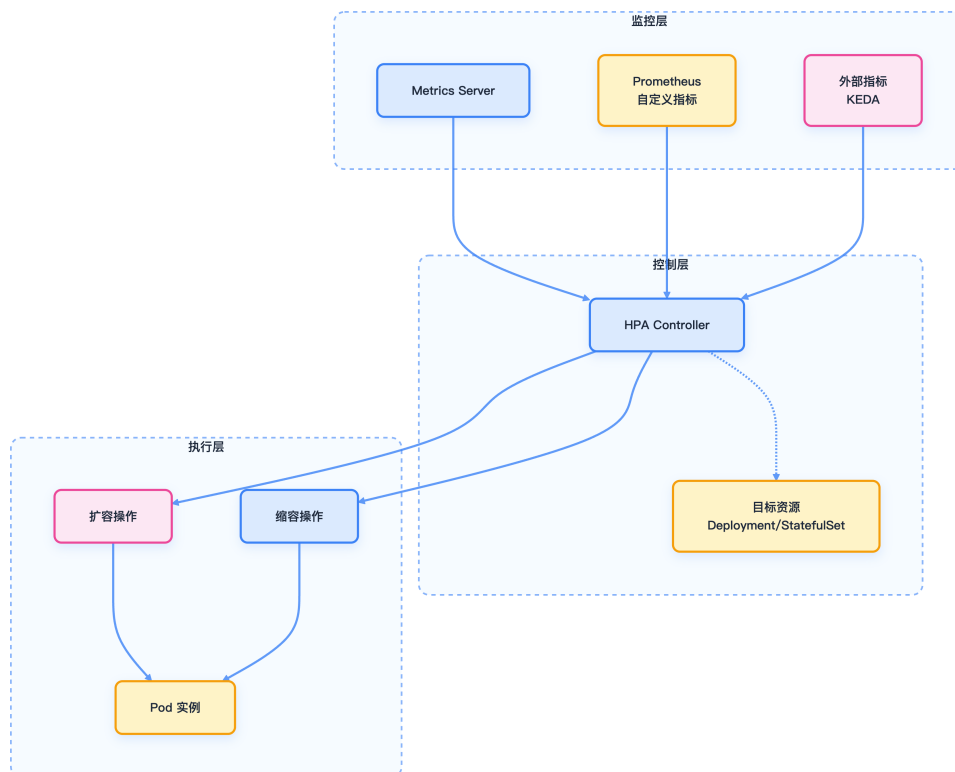 监控层
Metrics Server
Prometheus
自定义指标
外部指标
KEDA
控制层
HPA Controller
目标资源
Deployment/StatefulSet
执行层
扩容操作
缩容操作
Pod 实例